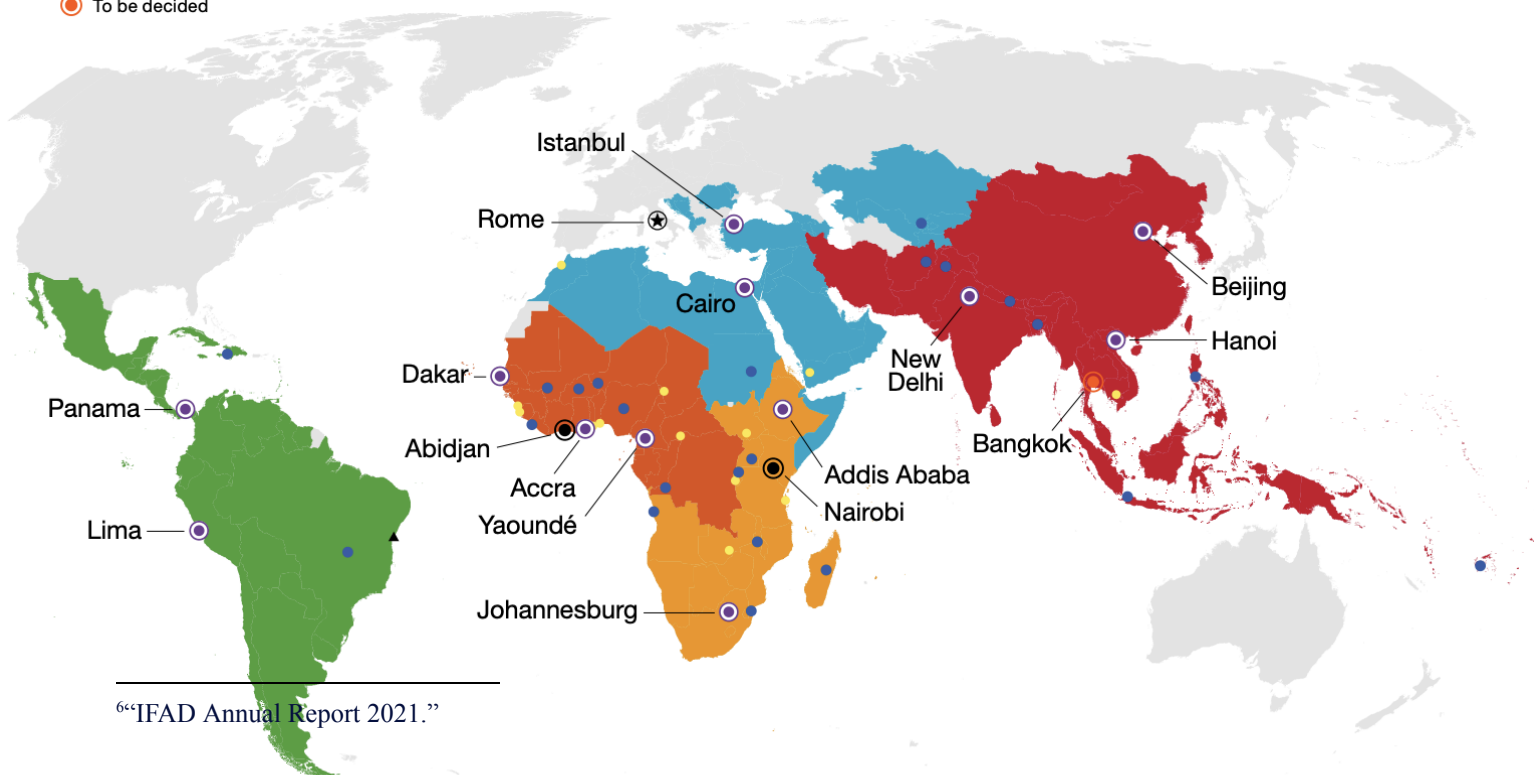 To be decided
Istanbul
Rome
Cairo
Beijing
Hanoi
New
Delhi
Dakar
Panama
Abidjan
Bangkok
Addis Ababa
Accra
Nairobi
Yaoundé
Lima
Johannesburg
6“IFAD Annual Report 2021.”